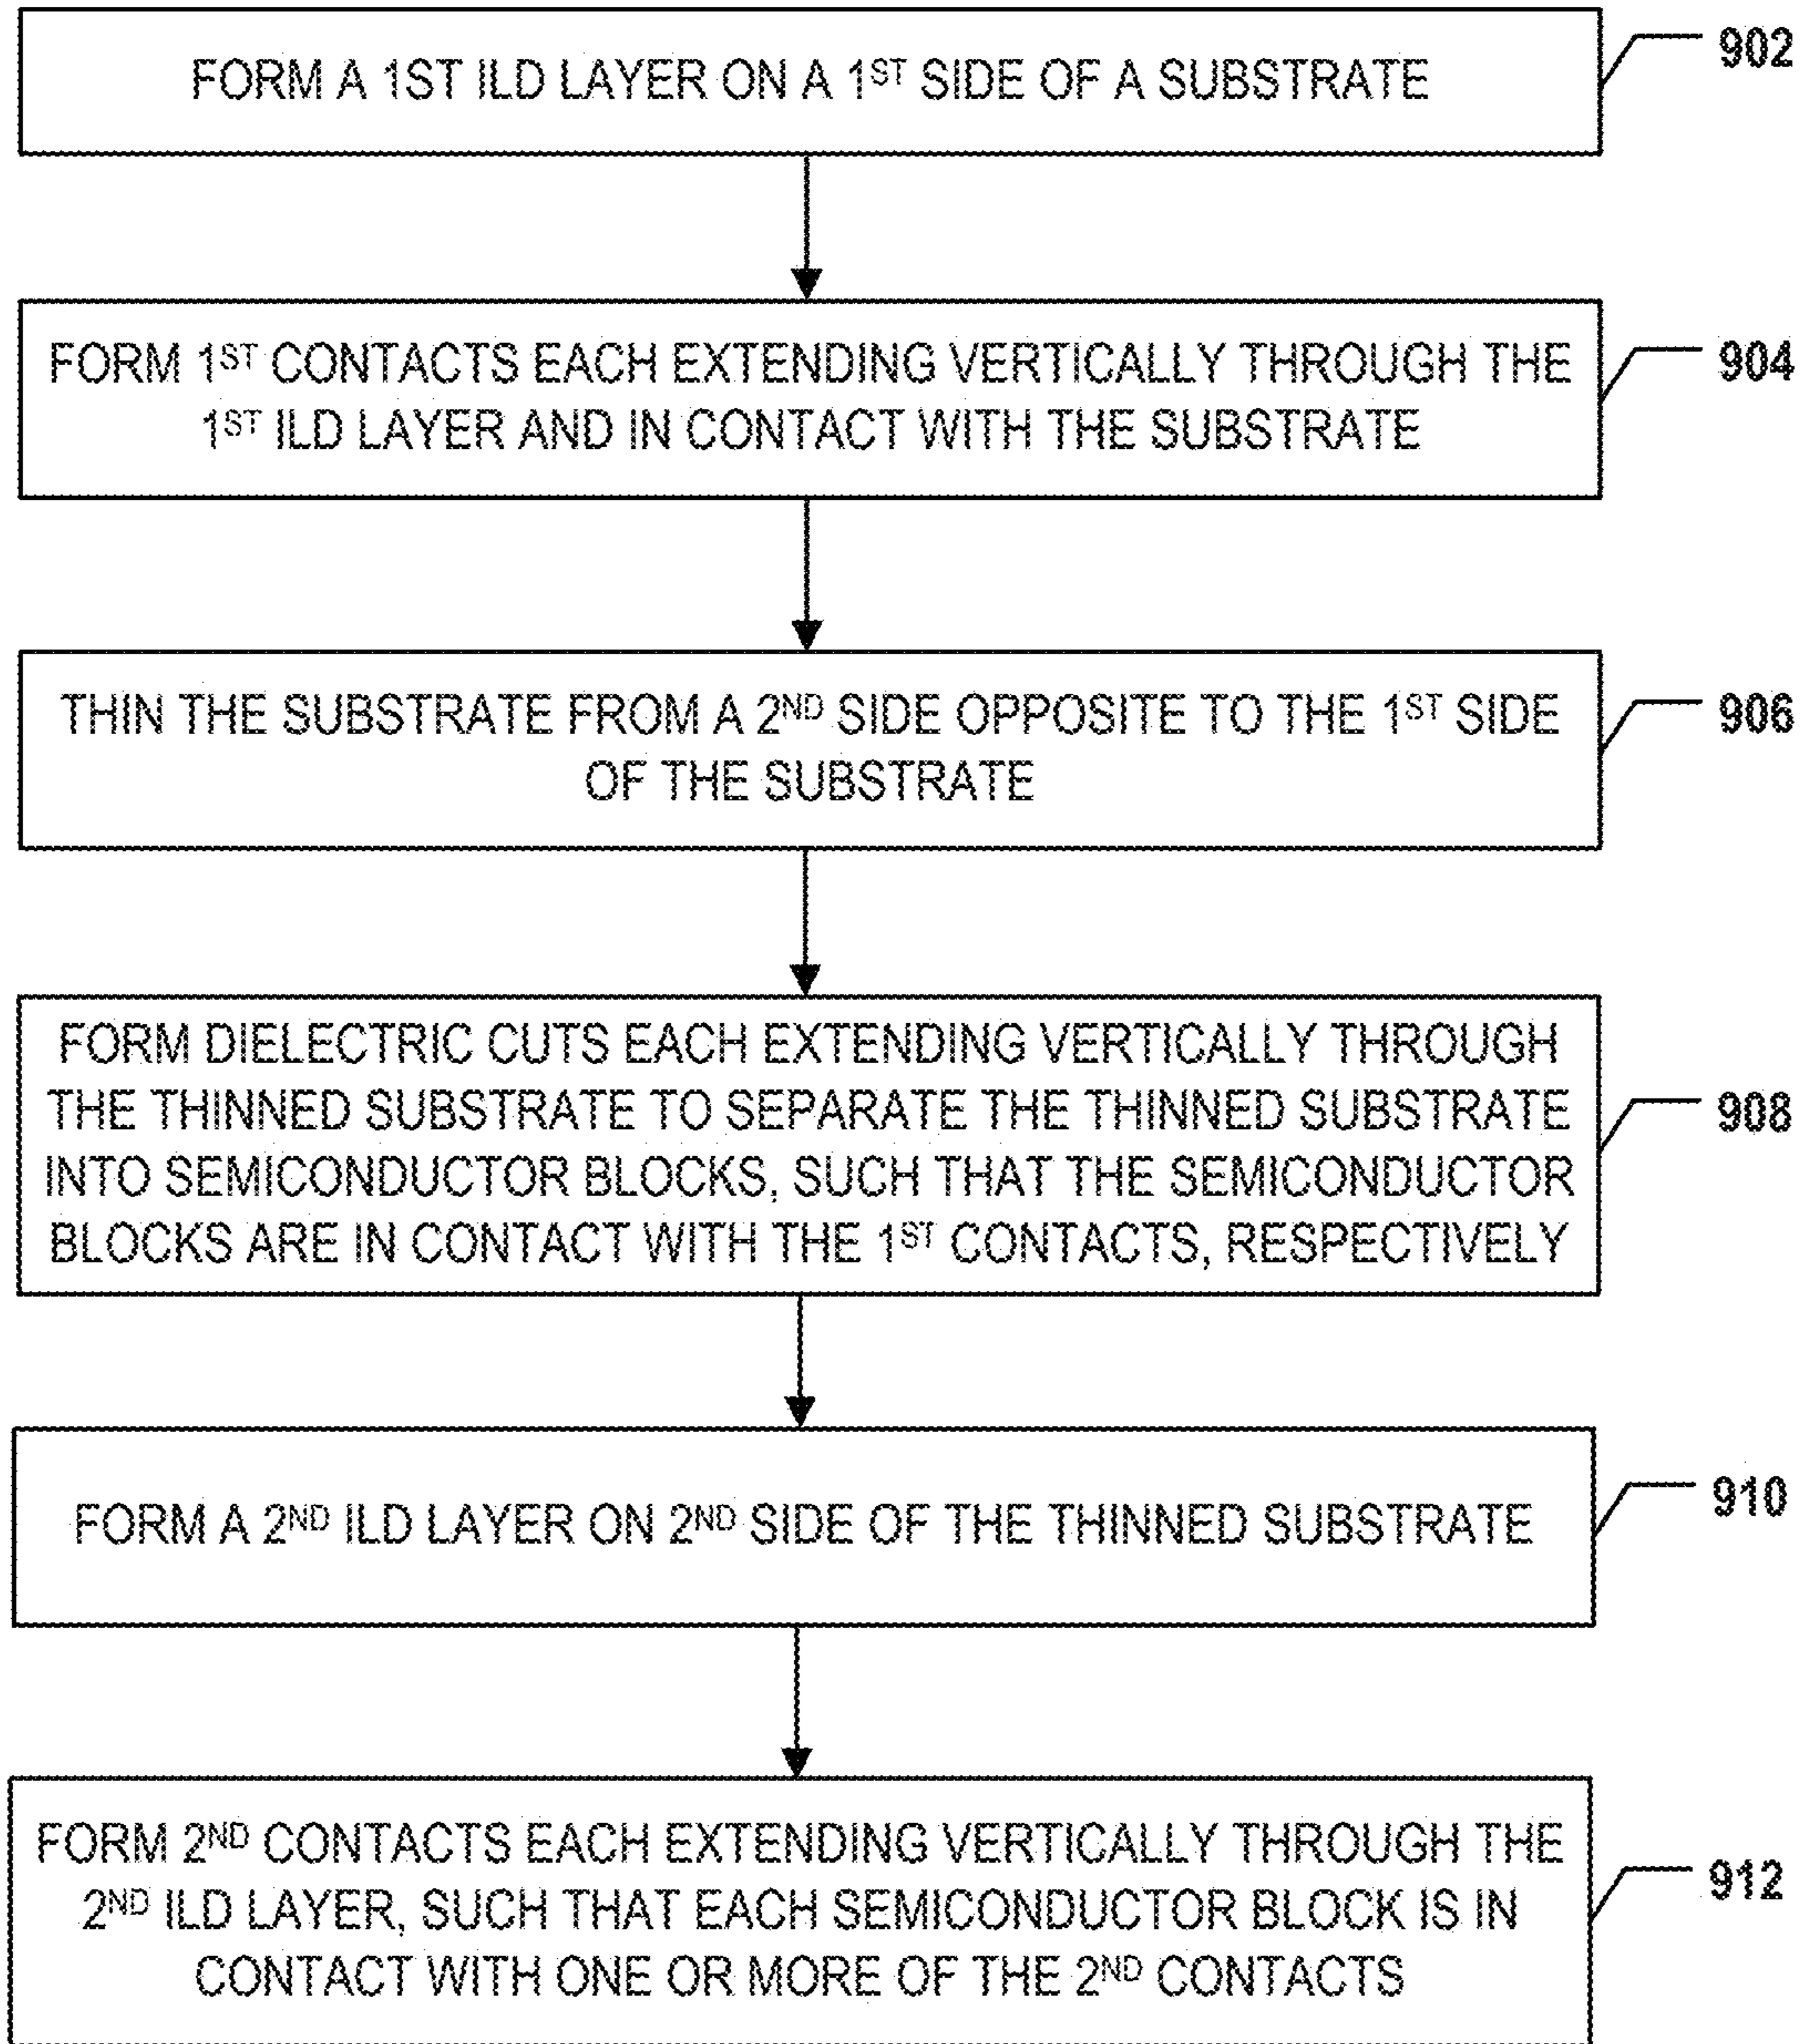 FORM A 1ST ILD LAYER ON A 1ST SIDE OF A SUBSTRATE
902
FORM 1ST CONTACTS EACH EXTENDING VERTICALLY THROUGH THE
1ST ILD LAYER AND IN CONTACT WITH THE SUBSTRATE
904
THIN THE SUBSTRATE FROM A 2ND SIDE OPPOSITE TO THE 1ST SIDE
OF THE SUBSTRATE
906
FORM DIELECTRIC CUTS EACH EXTENDING VERTICALLY THROUGH
THE THINNED SUBSTRATE TO SEPARATE THE THINNED SUBSTRATE
INTO SEMICONDUCTOR BLOCKS, SUCH THAT THE SEMICONDUCTOR
BLOCKS ARE IN CONTACT WITH THE 1ST CONTACTS, RESPECTIVELY
908
FORM A 2ND ILD LAYER ON 2ND SIDE OF THE THINNED SUBSTRATE
910
FORM 2ND CONTACTS EACH EXTENDING VERTICALLY THROUGH THE
2ND ILD LAYER, SUCH THAT EACH SEMICONDUCTOR BLOCK IS IN
CONTACT WITH ONE OR MORE OF THE 2ND CONTACTS
912